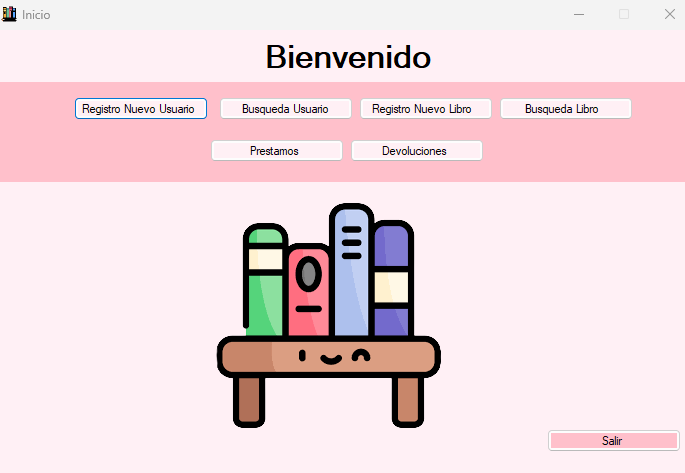 Inicio
Bienvenido
Registro Nuevo Usuario
Busqueda Usuario
Registro Nuevo Libro
Busqueda Libro
Prestamos
Devoluciones
Salir